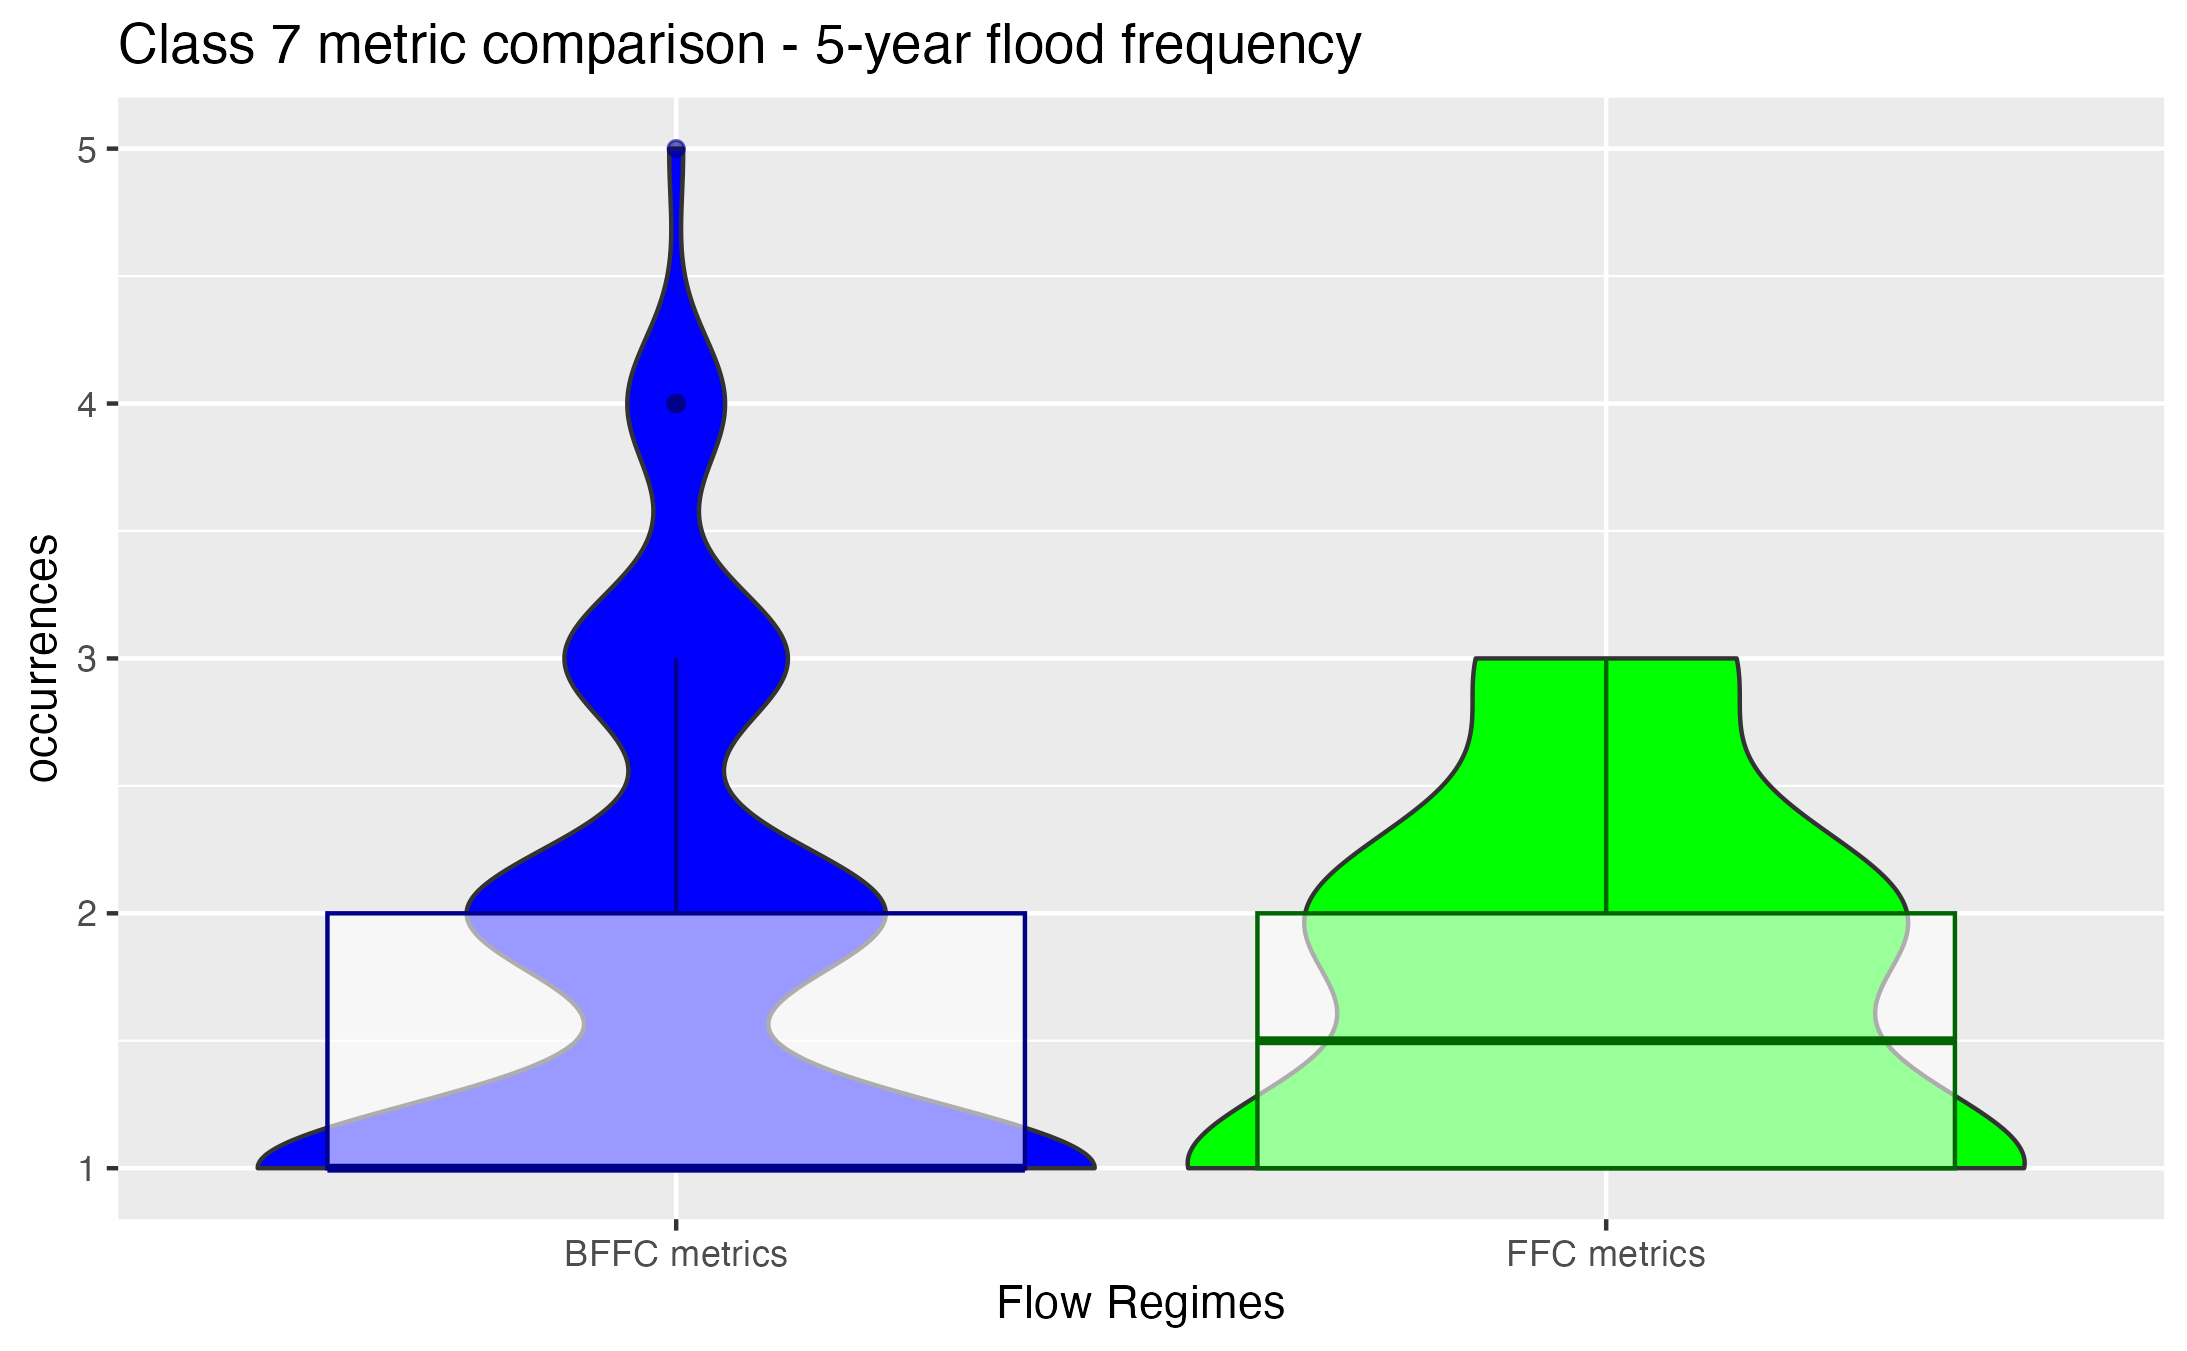 Class 7 metric comparison - 5-year flood frequency
5
4
3
2
1
occurrences
BFFC metrics
FFC metrics
Flow Regimes